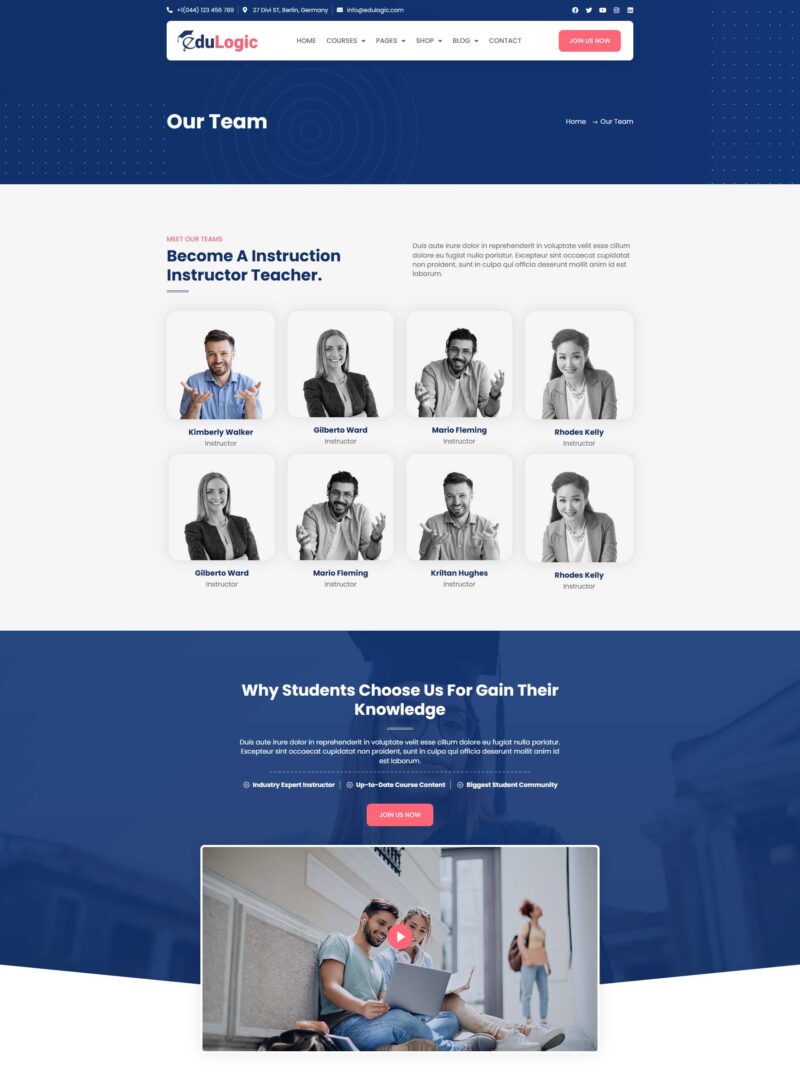 +1(044) 123 456 789
27 Divi ST, Berlin, Germany
info@edulogic.com
eduLogic
HOME
COURSES
PAGES
SHOP
BLOG
CONTACT
JOIN US NOW
Our Team
Home → Our Team
MEET OUR TEAMS
Become A Instruction
Instructor Teacher.
Duis aute irure dolor in reprehenderit in voluptate velit esse cillum
dolore eu fugiat nulla pariatur. Excepteur sint occaecat cupidatat
non proident, sunt in culpa qui officia deserunt mollit anim id est
laborum.
Kimberly Walker
Instructor
Gilberto Ward
Instructor
Mario Fleming
Instructor
Rhodes Kelly
Instructor
Gilberto Ward
Instructor
Mario Fleming
Instructor
Kriltan Hughes
Instructor
Rhodes Kelly
Instructor
Why Students Choose Us For Gain Their
Knowledge
Duis aute irure dolor in reprehenderit in voluptate velit esse cillum dolore eu fugiat nulla pariatur.
Excepteur sint occaecat cupidatat non proident, sunt in culpa qui officia deserunt mollit anim id est
laborum.
Industry Expert Instructor
Up-to-Date Course Content
Biggest Student Community
JOIN US NOW